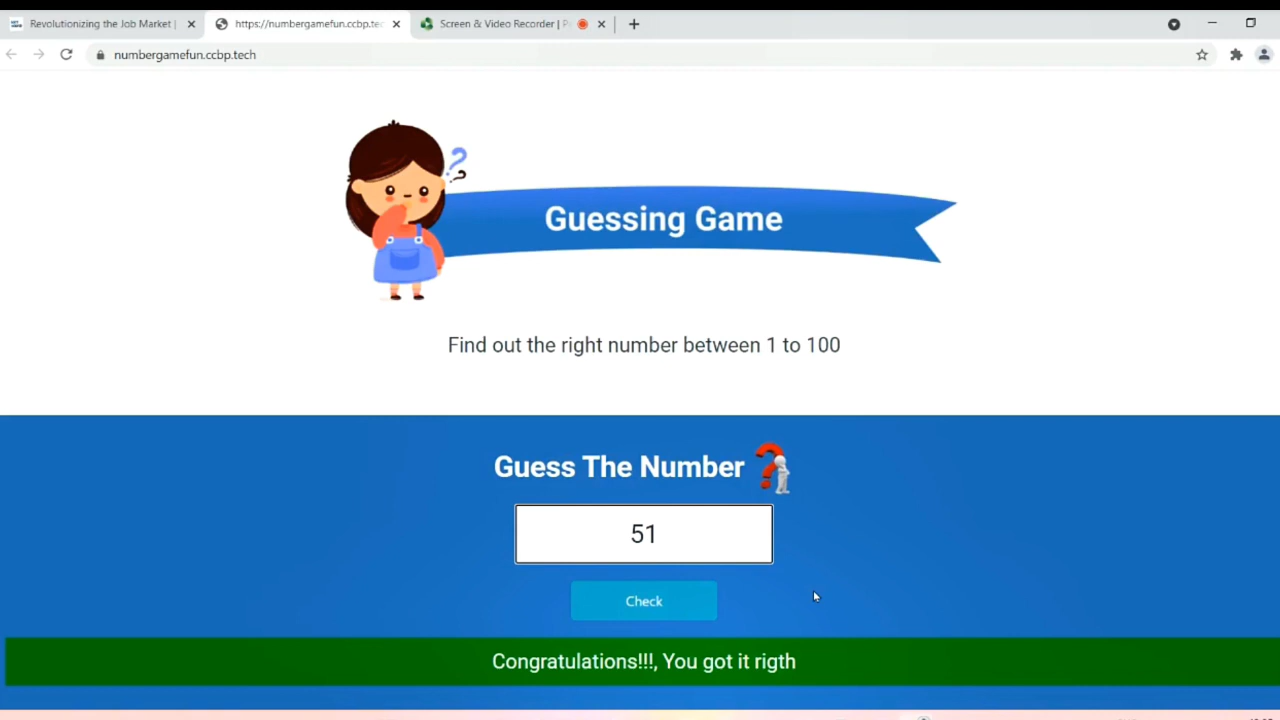 Revolutionizing the Job Market |
https://numbergamefun.ccbp.tec
Screen & Video Recorder |
numbergamefun.ccbp.tech
Guessing Game
Find out the right number between 1 to 100
Guess The Number
51
Check
Congratulations!!!, You got it rigth